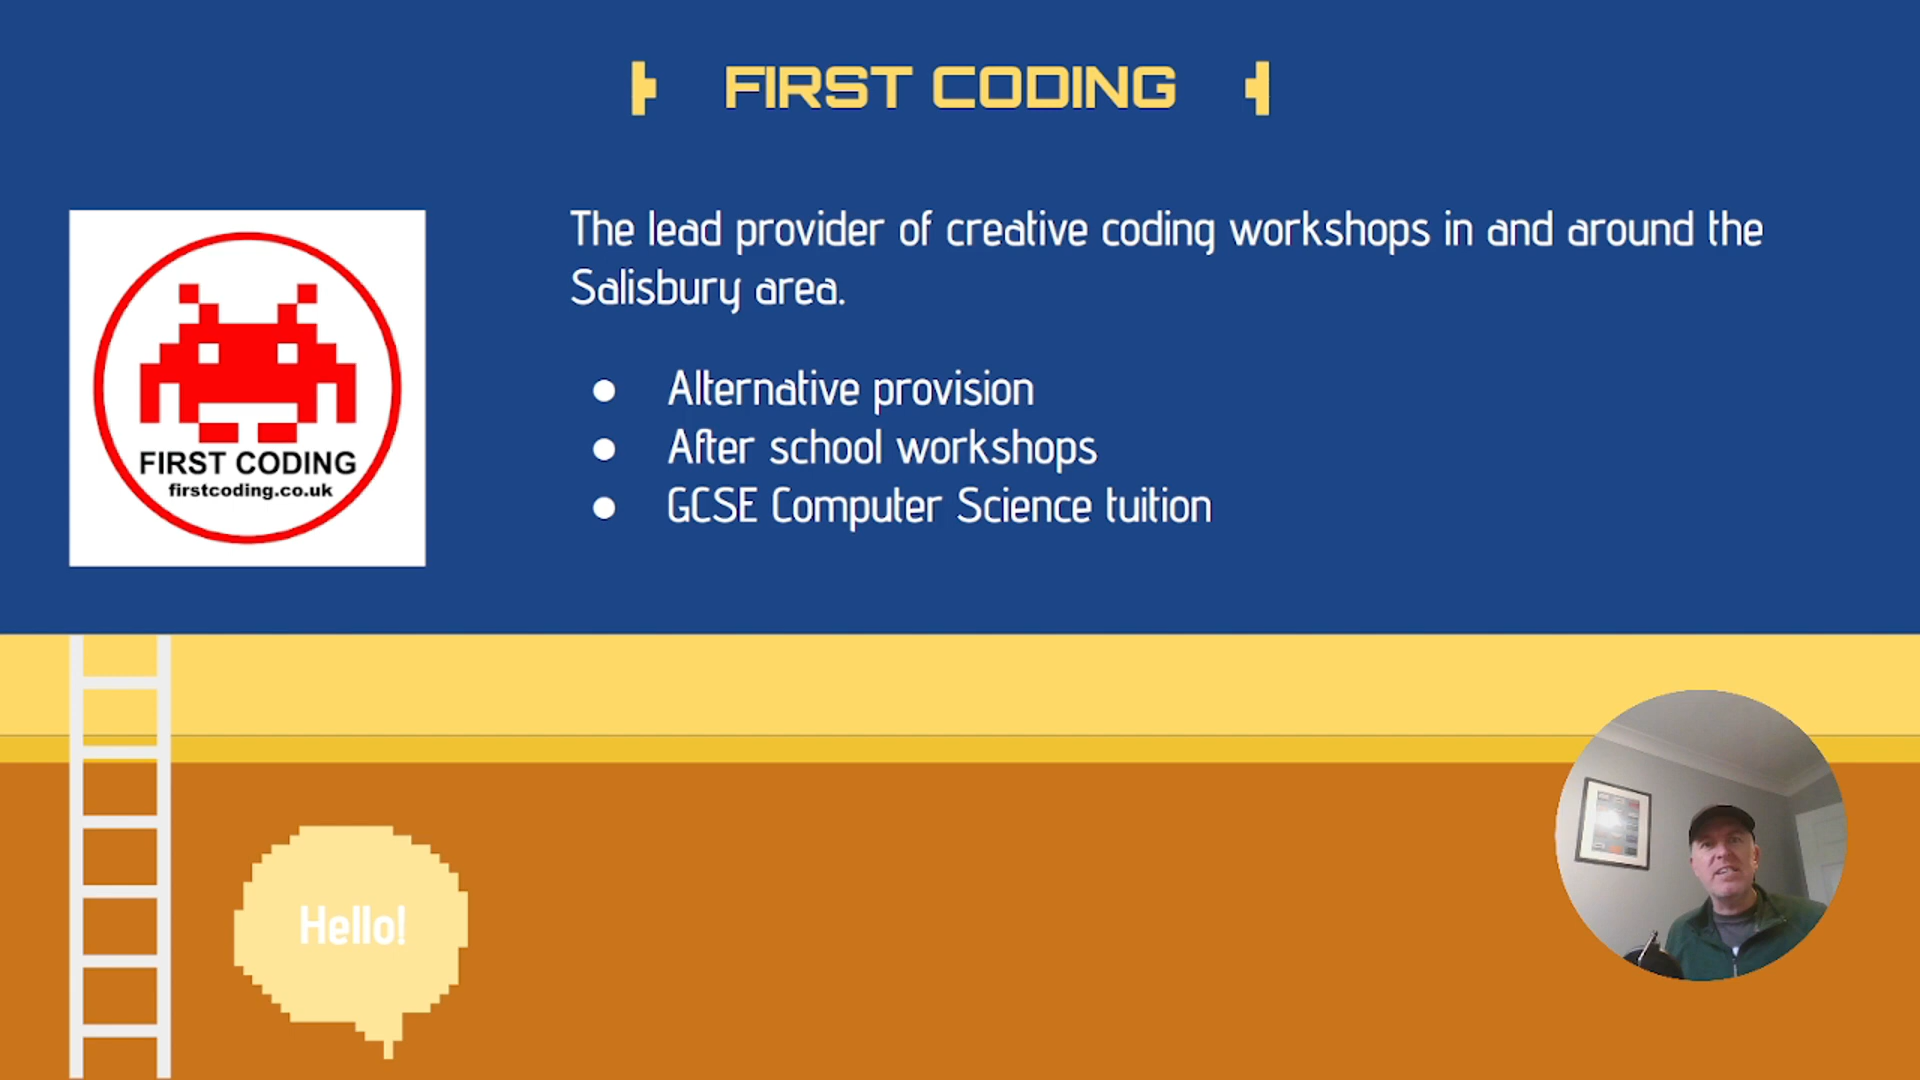 FIRST CODING
The lead provider of creative coding workshops in and around the
Salisbury area.
● Alternative provision
● After school workshops
● GCSE Computer Science tuition
FIRST CODING
firstcoding.co.uk
Hello!